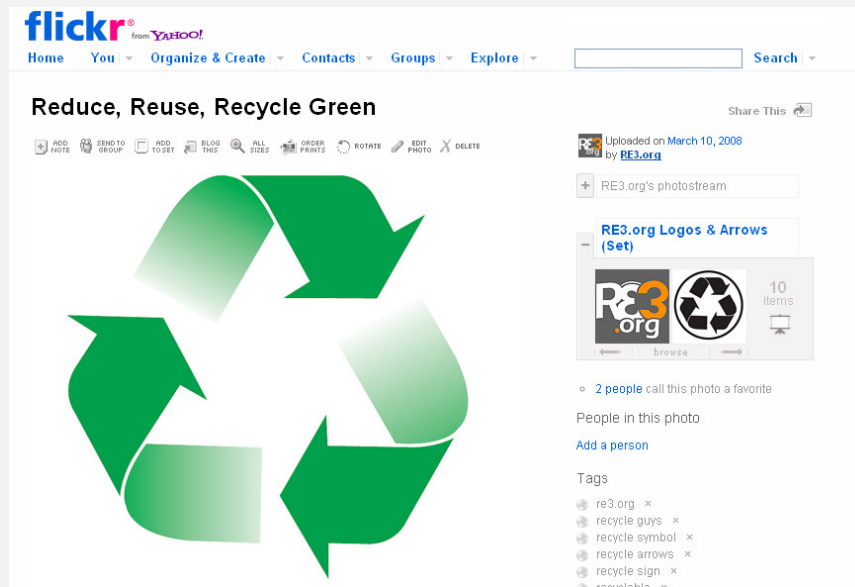 flickr® from YAHOO!
Home You Organize & Create Contacts Groups Explore Search
Reduce, Reuse, Recycle Green
Share This
ADD NOTE SEND TO GROUP ADD TO SET BLOG THIS ALL SIZES ORDER PRINTS ROTATE EDIT PHOTO DELETE
Uploaded on March 10, 2008
by RE3.org
RE3.org's photostream
RE3.org Logos & Arrows
(Set)
RE3
.org
10
items
browse
2 people call this photo a favorite
People in this photo
Add a person
Tags
re3.org ×
recycle guys ×
recycle symbol ×
recycle arrows ×
recycle sign ×
recyclable ×